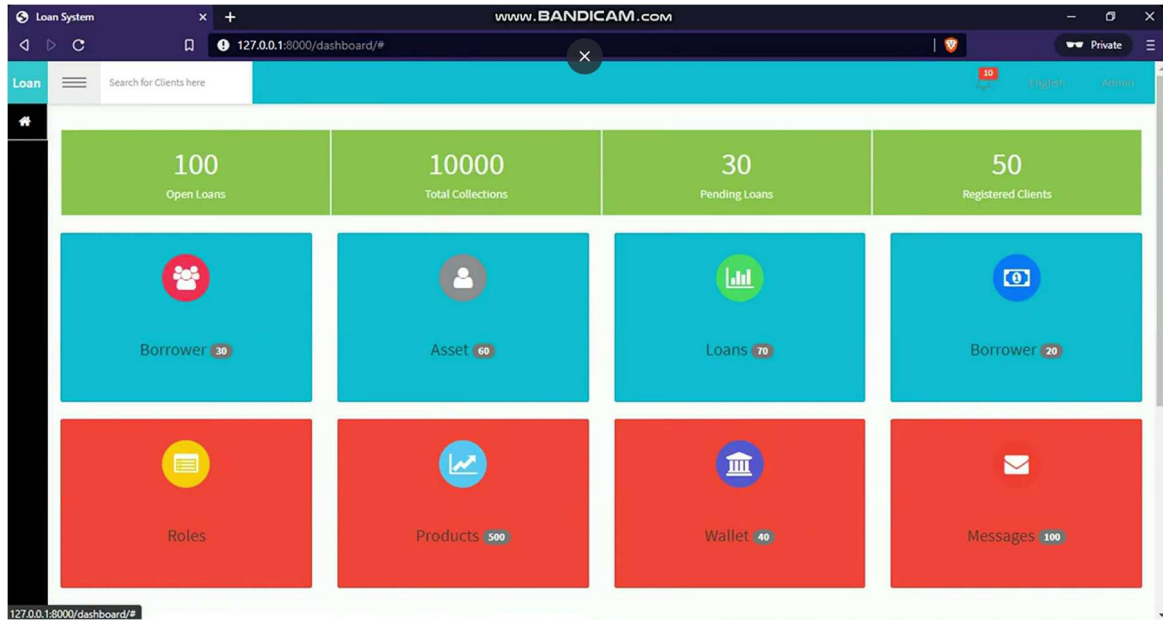 Loan System
www.BANDICAM.com
127.0.0.1:8000/dashboard/#
Private
Loan
Search for Clients here
10
English
Admin
100
Open Loans
10000
Total Collections
30
Pending Loans
50
Registered Clients
Borrower 30
Asset 60
Loans 70
Borrower 20
Roles
Products 500
Wallet 40
Messages 100
127.0.0.1:8000/dashboard/#